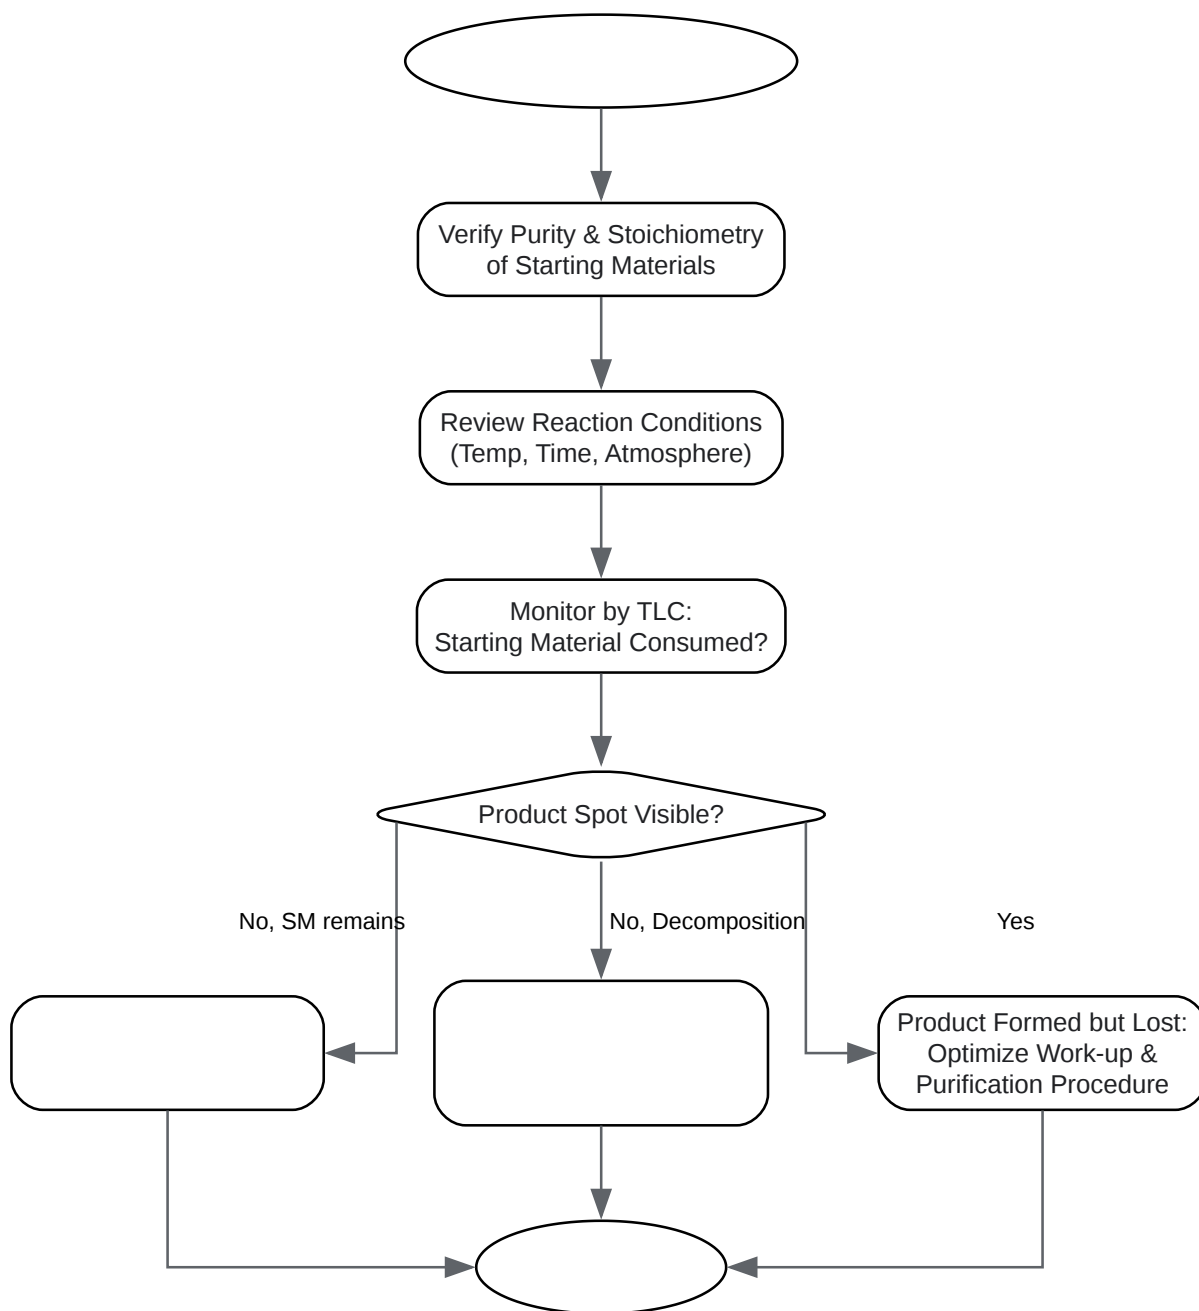 Verify Purity & Stoichiometry
of Starting Materials
Review Reaction Conditions
(Temp, Time, Atmosphere)
Monitor by TLC:
Starting Material Consumed?
Product Spot Visible?
No, SM remains
No, Decomposition
Yes
Product Formed but Lost:
Optimize Work-up &
Purification Procedure